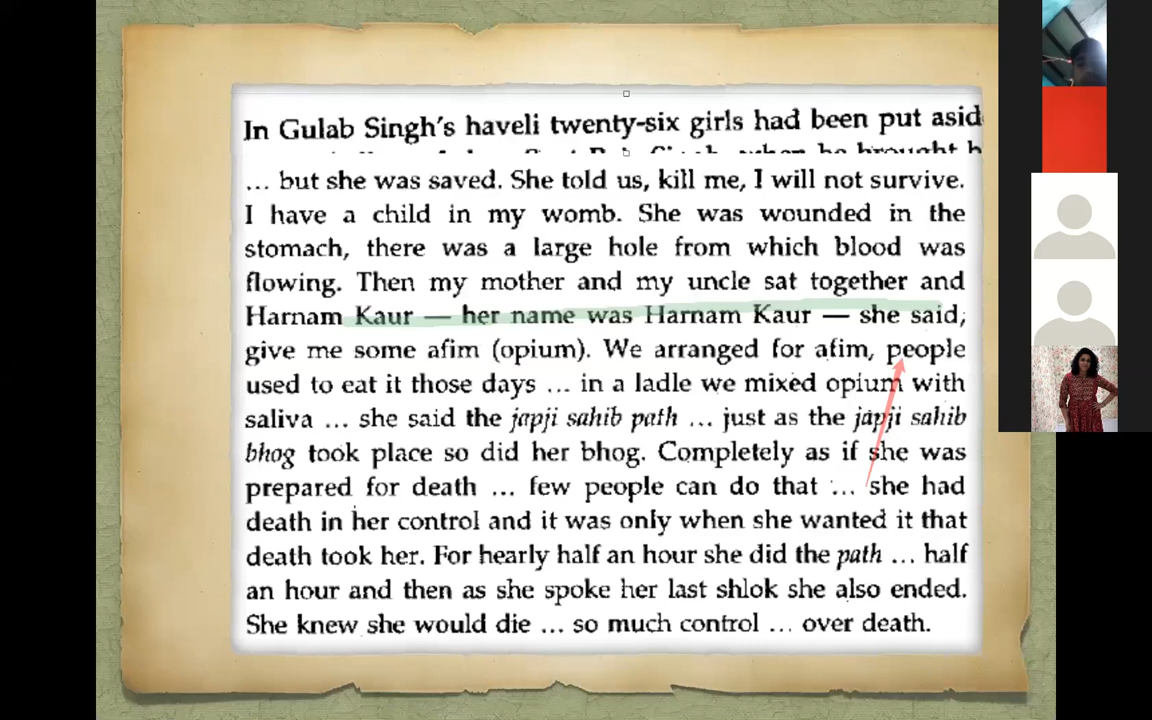 In Gulab Singh's haveli twenty-six girls had been put asid
... but she was saved. She told us, kill me, I will not survive.
I have a child in my womb. She was wounded in the
stomach, there was a large hole from which blood was
flowing. Then my mother and my uncle sat together and
Harnam Kaur — her name was Harnam Kaur — she said;
give me some afim (opium). We arranged for afim, people
used to eat it those days ... in a ladle we mixed opium with
saliva ... she said the japji sahib path ... just as the japji sahib
bhog took place so did her bhog. Completely as if she was
prepared for death ... few people can do that ... she had
death in her control and it was only when she wanted it that
death took her. For hearly half an hour she did the path ... half
an hour and then as she spoke her last shlok she also ended.
She knew she would die ... so much control ... over death.